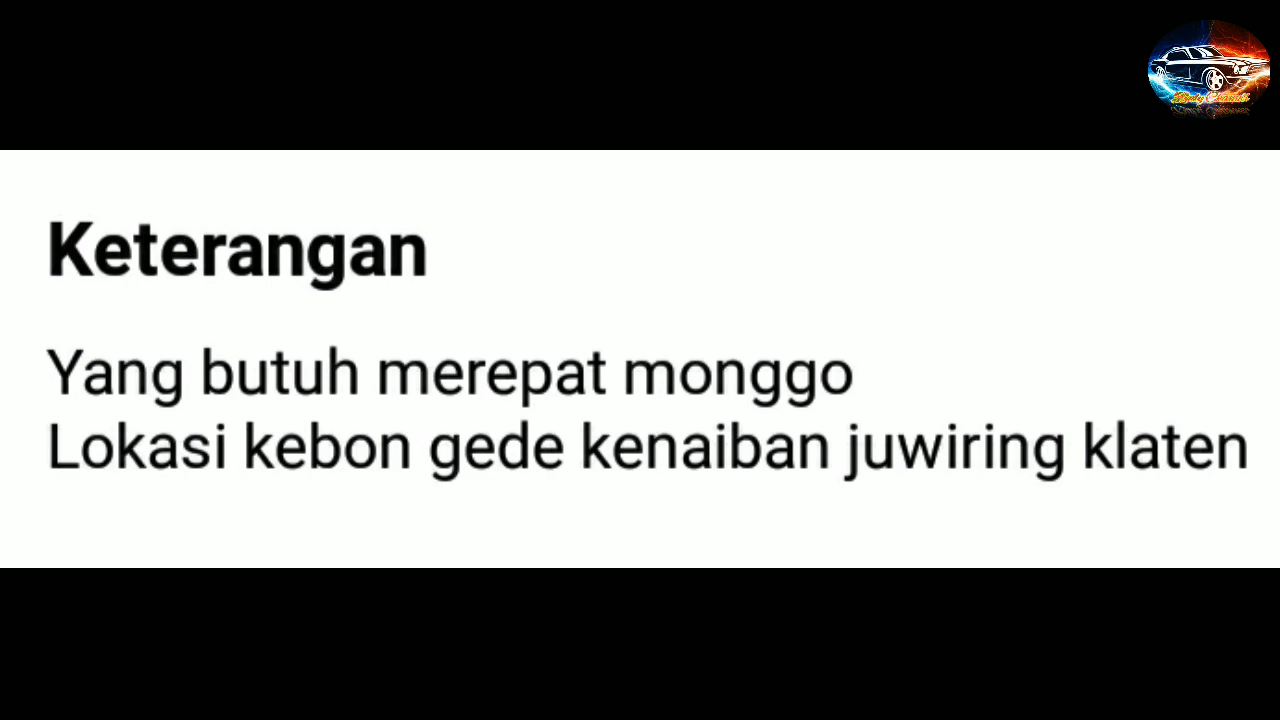 Keterangan
Yang butuh merepat monggo
Lokasi kebon gede kenaiban juwiring klaten